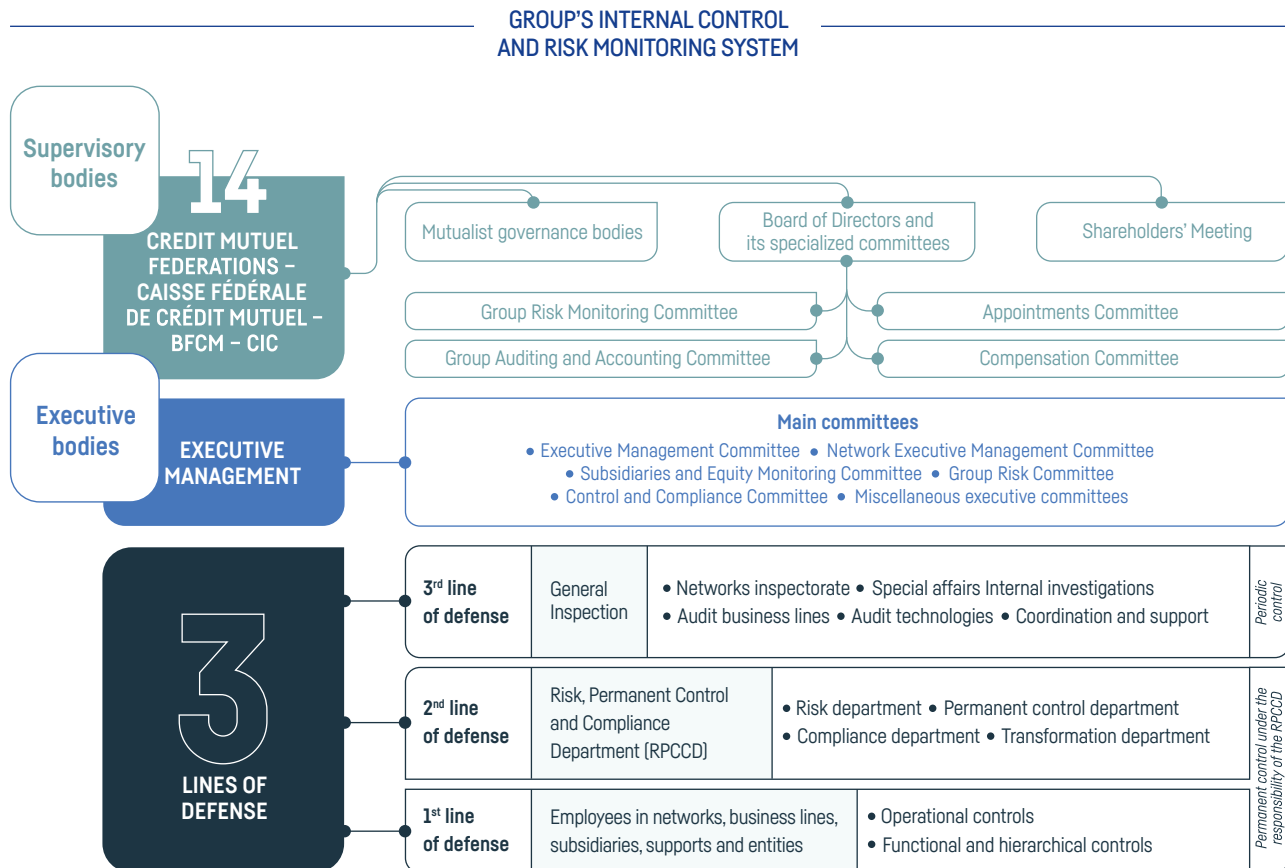 GROUP'S INTERNAL CONTROL
AND RISK MONITORING SYSTEM
Supervisory
bodies
14
CREDIT MUTUEL
FEDERATIONS –
CAISSE FÉDÉRALE
DE CRÉDIT MUTUEL –
BFCM – CIC
Mutualist governance bodies
Board of Directors and
its specialized committees
Shareholders' Meeting
Group Risk Monitoring Committee
Appointments Committee
Group Auditing and Accounting Committee
Compensation Committee
Executive
bodies
EXECUTIVE
MANAGEMENT
Main committees
• Executive Management Committee • Network Executive Management Committee
• Subsidiaries and Equity Monitoring Committee • Group Risk Committee
• Control and Compliance Committee • Miscellaneous executive committees
3
LINES OF
DEFENSE
3rd line
of defense
General
Inspection
• Networks inspectorate • Special affairs Internal investigations
• Audit business lines • Audit technologies • Coordination and support
Periodic
control
2nd line
of defense
Risk, Permanent Control
and Compliance
Department (RPCCD)
• Risk department • Permanent control department
• Compliance department • Transformation department
Permanent control under the
responsibility of the RPCCD
1st line
of defense
Employees in networks, business lines,
subsidiaries, supports and entities
• Operational controls
• Functional and hierarchical controls